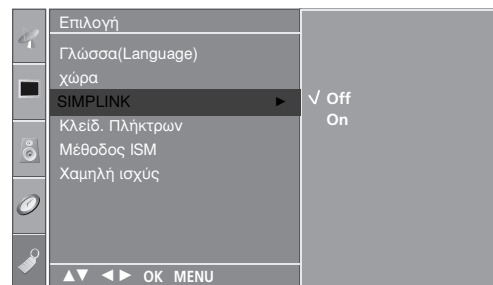 Επιλογή
Γλώσσα(Language)
χώρα
SIMPLINK ►
√ Off
On
Κλείδ. Πλήκτρων
Μέθοδος ISM
Χαμηλή ισχύς
▲▼ ◄► OK MENU